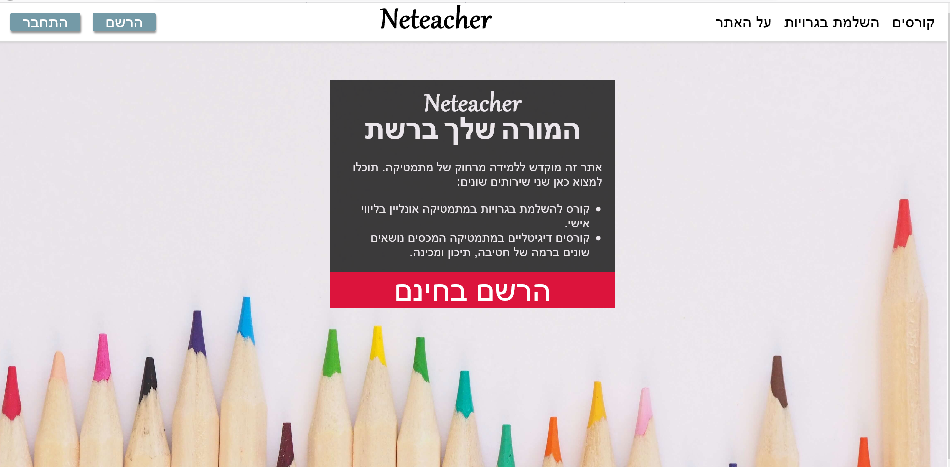 קורסים השלמת בגרויות על האתר
Neteacher
הרשם התחבר
Neteacher
המורה שלך ברשת
אתר זה מוקדש ללמידה מרחוק של מתמטיקה. תוכלו
למצוא כאן שני שירותים שונים:
קורס להשלמת בגרויות במתמטיקה אונליין בליווי
אישי.
קורסים דיגיטליים במתמטיקה המכסים נושאים
שונים ברמה של חטיבה, תיכון ומכינה.
הרשם בחינם